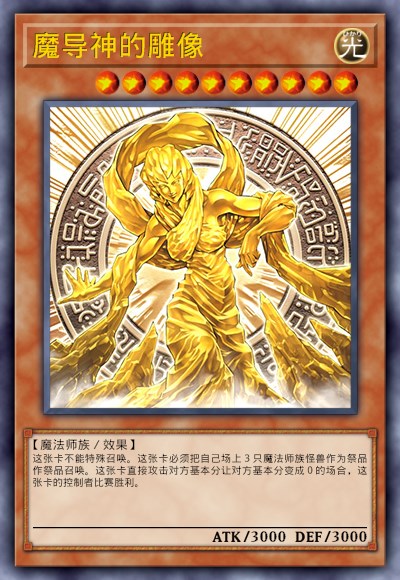 魔导神的雕像
光
【魔法师族／效果】
这张卡不能特殊召唤。这张卡必须把自己场上３只魔法师族怪兽作为祭品
作祭品召唤。这张卡直接攻击对方基本分让对方基本分变成０的场合，这
张卡的控制者比赛胜利。
ATK/3000 DEF/3000